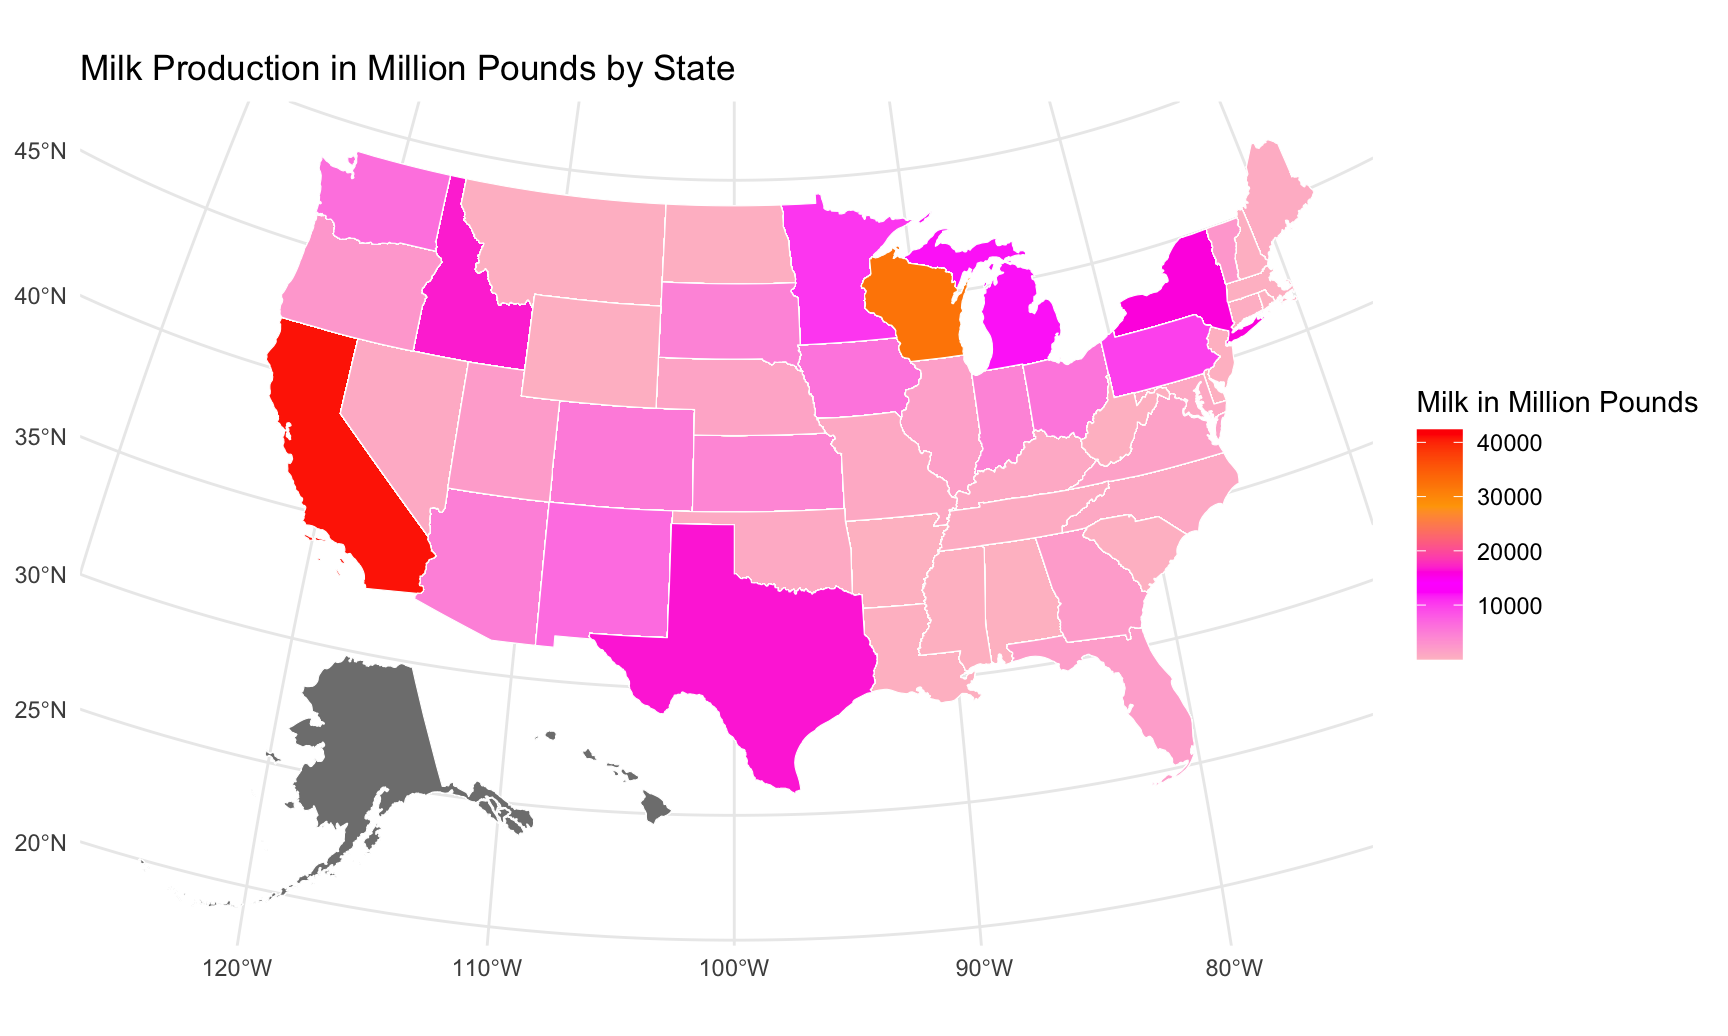 Milk Production in Million Pounds by State
45°N
40°N
35°N
30°N
25°N
20°N
120°W
110°W
100°W
90°W
80°W
Milk in Million Pounds
40000
30000
20000
10000